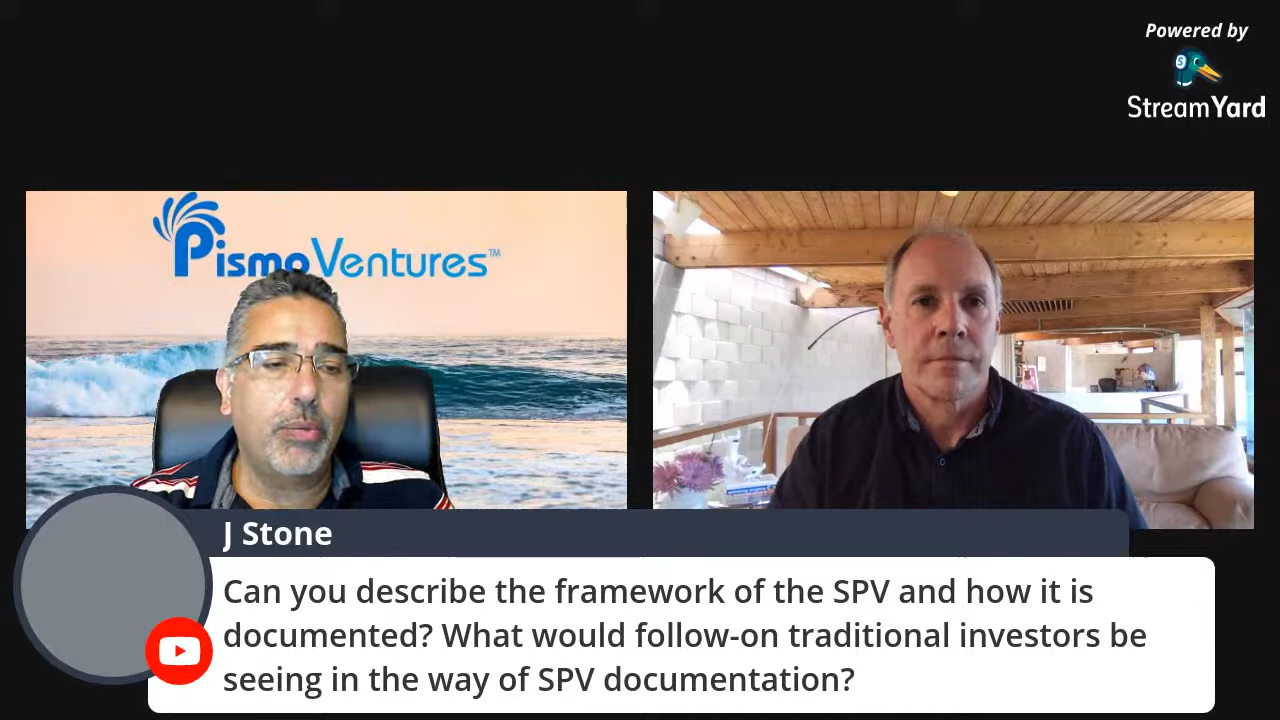 Powered by
StreamYard
PismoVentures™
J Stone
Can you describe the framework of the SPV and how it is
documented? What would follow-on traditional investors be
seeing in the way of SPV documentation?